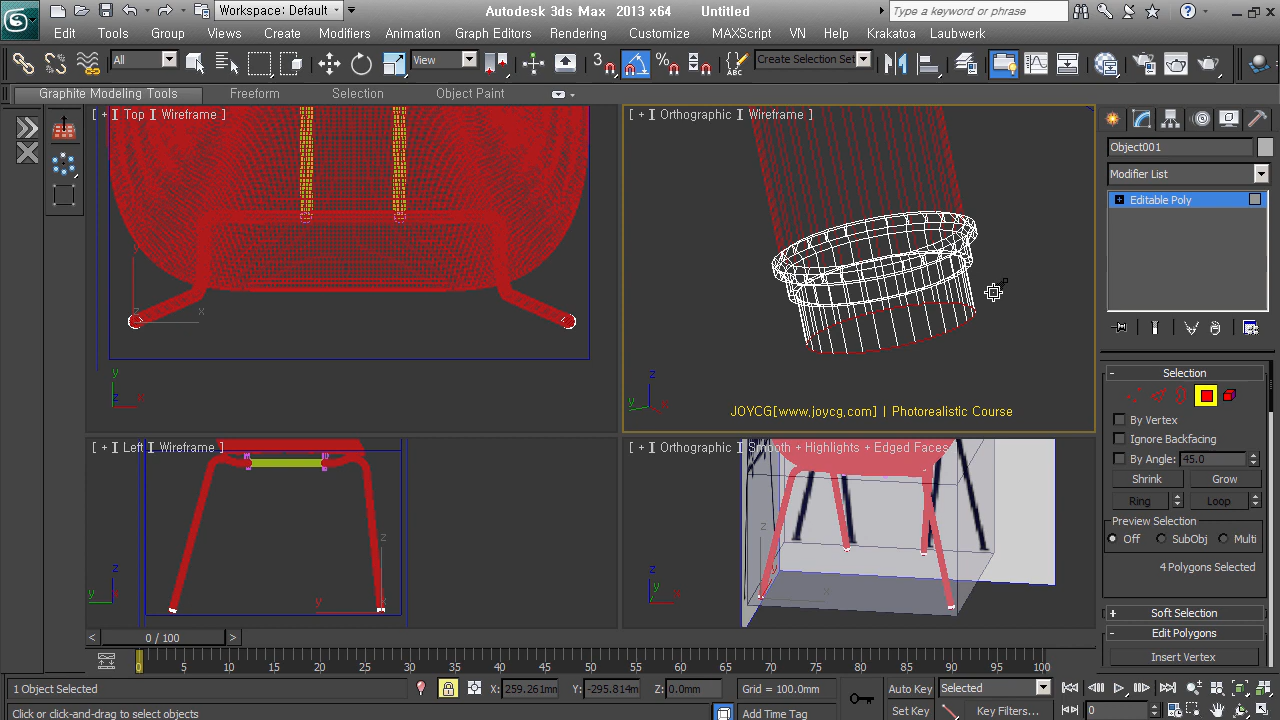 Workspace: Default
Autodesk 3ds Max 2013 x64 Untitled
Type a keyword or phrase
Edit Tools Group Views Create Modifiers Animation Graph Editors Rendering Customize MAXScript VN Help Krakatoa Laubwerk
All
View
3
Create Selection Set
Graphite Modeling Tools Freeform Selection Object Paint
[ + ] Top ] Wireframe ]
[ + ] Orthographic ] Wireframe ]
JOYCG[www.joycg.com] | Photorealistic Course
[ + ] Left ] Wireframe ]
[ + ] Orthographic ] Smooth + Highlights + Edged Faces
Object001
Modifier List
Editable Poly
- Selection
By Vertex
Ignore Backfacing
By Angle: 45.0
Shrink Grow
Ring Loop
Preview Selection
Off SubObj Multi
4 Polygons Selected
+ Soft Selection
- Edit Polygons
Insert Vertex
< 0 / 100 >
0 5 10 15 20 25 30 35 40 45 50 55 60 65 70 75 80 85 90 95 100
1 Object Selected
X: 259.261mm Y: -295.814m Z: 0.0mm
Grid = 100.0mm
Auto Key Selected
Click or click-and-drag to select objects
Add Time Tag
Set Key Key Filters... 0